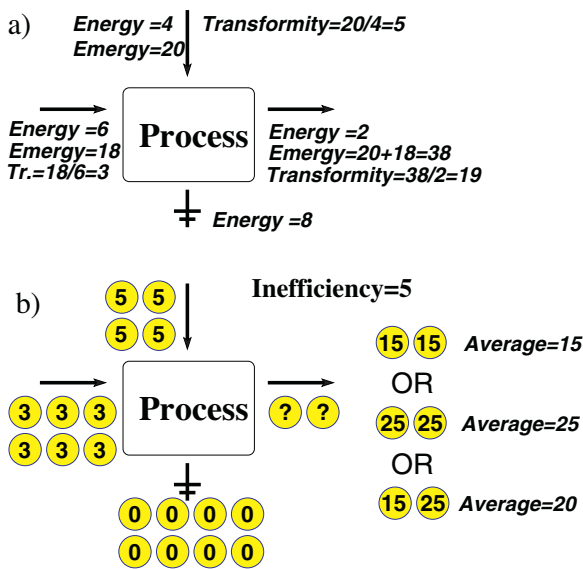 a)
Energy =4
Emergy=20
Transformity=20/4=5
Energy =6
Emergy=18
Tr.=18/6=3
Process
Energy =2
Emergy=20+18=38
Transformity=38/2=19
Energy =8
b)
5 5
5 5
Inefficiency=5
3 3 3
3 3 3
Process
? ?
0 0 0 0
0 0 0 0
15 15 Average=15
OR
25 25 Average=25
OR
15 25 Average=20